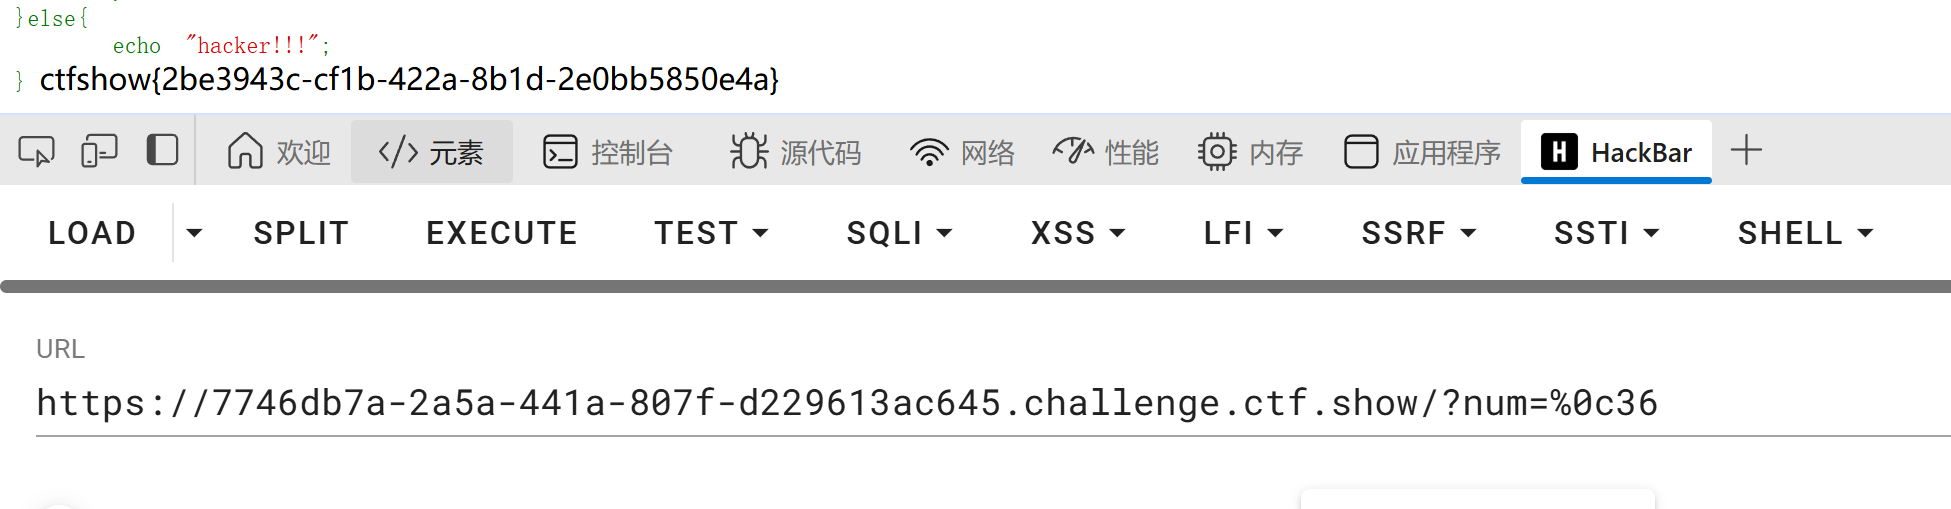 }else{
echo "hacker!!!";
} ctfshow{2be3943c-cf1b-422a-8b1d-2e0bb5850e4a}
欢迎 </> 元素 控制台 源代码 网络 性能 内存 应用程序 H HackBar
LOAD SPLIT EXECUTE TEST SQLI XSS LFI SSRF SSTI SHELL
URL
https://7746db7a-2a5a-441a-807f-d229613ac645.challenge.ctf.show/?num=%0c36